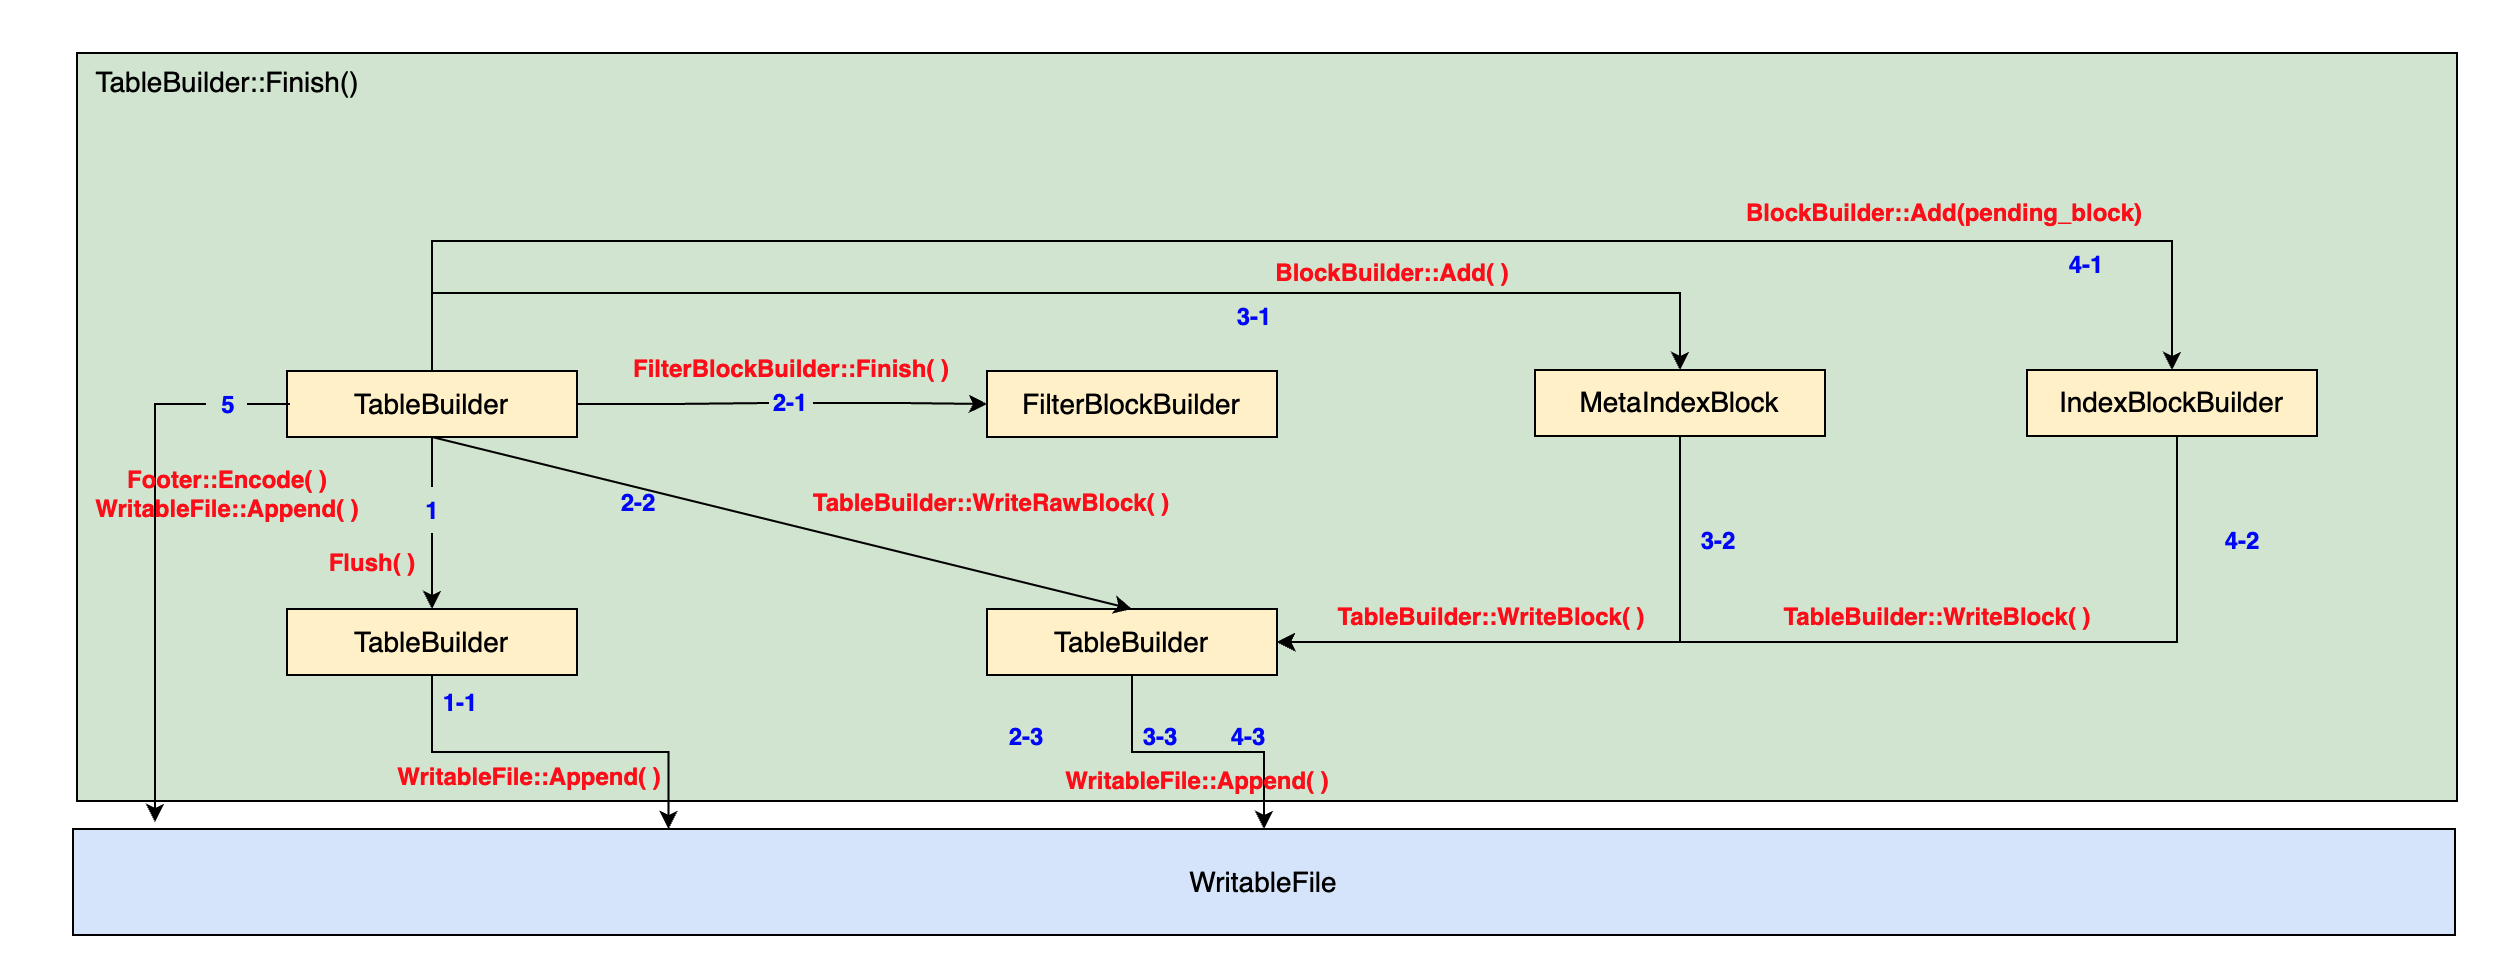 TableBuilder::Finish()
BlockBuilder::Add(pending_block)
4-1
BlockBuilder::Add( )
3-1
FilterBlockBuilder::Finish( )
5
TableBuilder
2-1
FilterBlockBuilder
MetaIndexBlock
IndexBlockBuilder
Footer::Encode( )
WritableFile::Append( )
1
2-2
TableBuilder::WriteRawBlock( )
3-2
4-2
Flush( )
TableBuilder::WriteBlock( )
TableBuilder::WriteBlock( )
TableBuilder
TableBuilder
1-1
2-3
3-3
4-3
WritableFile::Append( )
WritableFile::Append( )
WritableFile